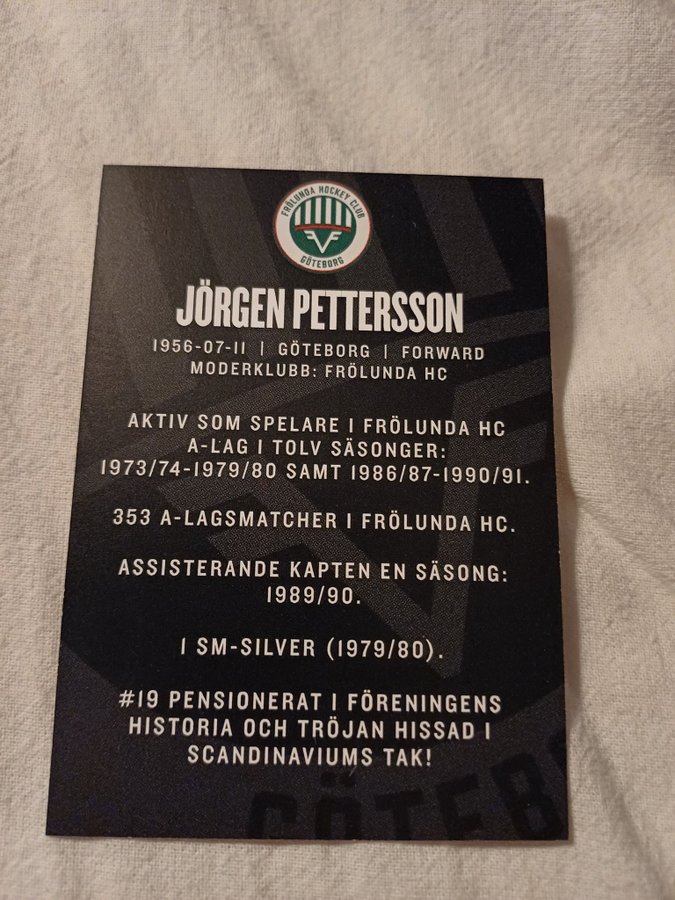 FRÖLUNDA HOCKEY CLUB
GÖTEBORG
JÖRGEN PETTERSSON
1956-07-11 | GÖTEBORG | FORWARD
MODERKLUBB: FRÖLUNDA HC
AKTIV SOM SPELARE I FRÖLUNDA HC
A-LAG I TOLV SÄSONGER:
1973/74-1979/80 SAMT 1986/87-1990/91.
353 A-LAGSMATCHER I FRÖLUNDA HC.
ASSISTERANDE KAPTEN EN SÄSONG:
1989/90.
1 SM-SILVER (1979/80).
#19 PENSIONERAT I FÖRENINGENS
HISTORIA OCH TRÖJAN HISSAD I
SCANDINAVIUMS TAK!
GÖTEB